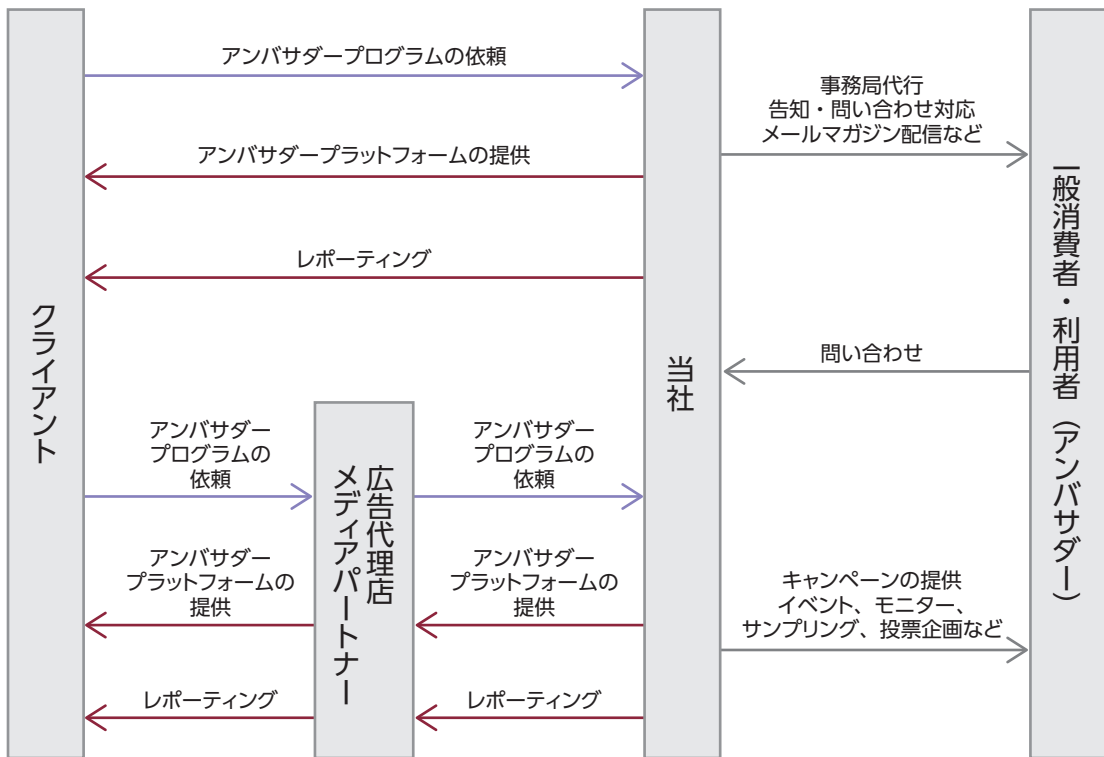 クライアント
アンバサダープログラムの依頼
アンバサダープラットフォームの提供
レポーティング
アンバサダー
プログラムの
依頼
アンバサダー
プラットフォームの
提供
レポーティング
広告代理店
メディアパートナー
アンバサダー
プログラムの
依頼
アンバサダー
プラットフォームの
提供
レポーティング
当社
事務局代行
告知・問い合わせ対応
メールマガジン配信など
問い合わせ
キャンペーンの提供
イベント、モニター、
サンプリング、投票企画など
一般消費者・利用者（アンバサダー）